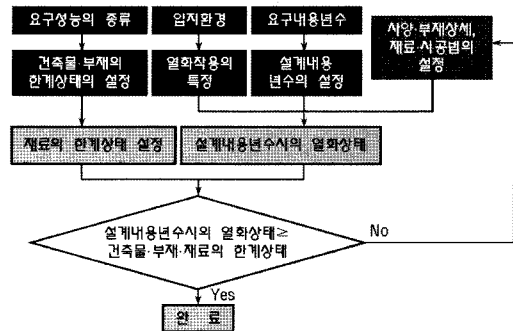 요구성능의 종류
입지환경
요구내용년수
사양·부재상세,
재료·시공법의
설정
건축물·부재의
한계상태의 설정
열화작용의
특정
설계내용
년수의 설정
재료의 한계상태 설정
설계내용년수시의 열화상태
설계내용년수시의 열화상태≥
건축물·부재·재료의 한계상태
No
Yes
완 료